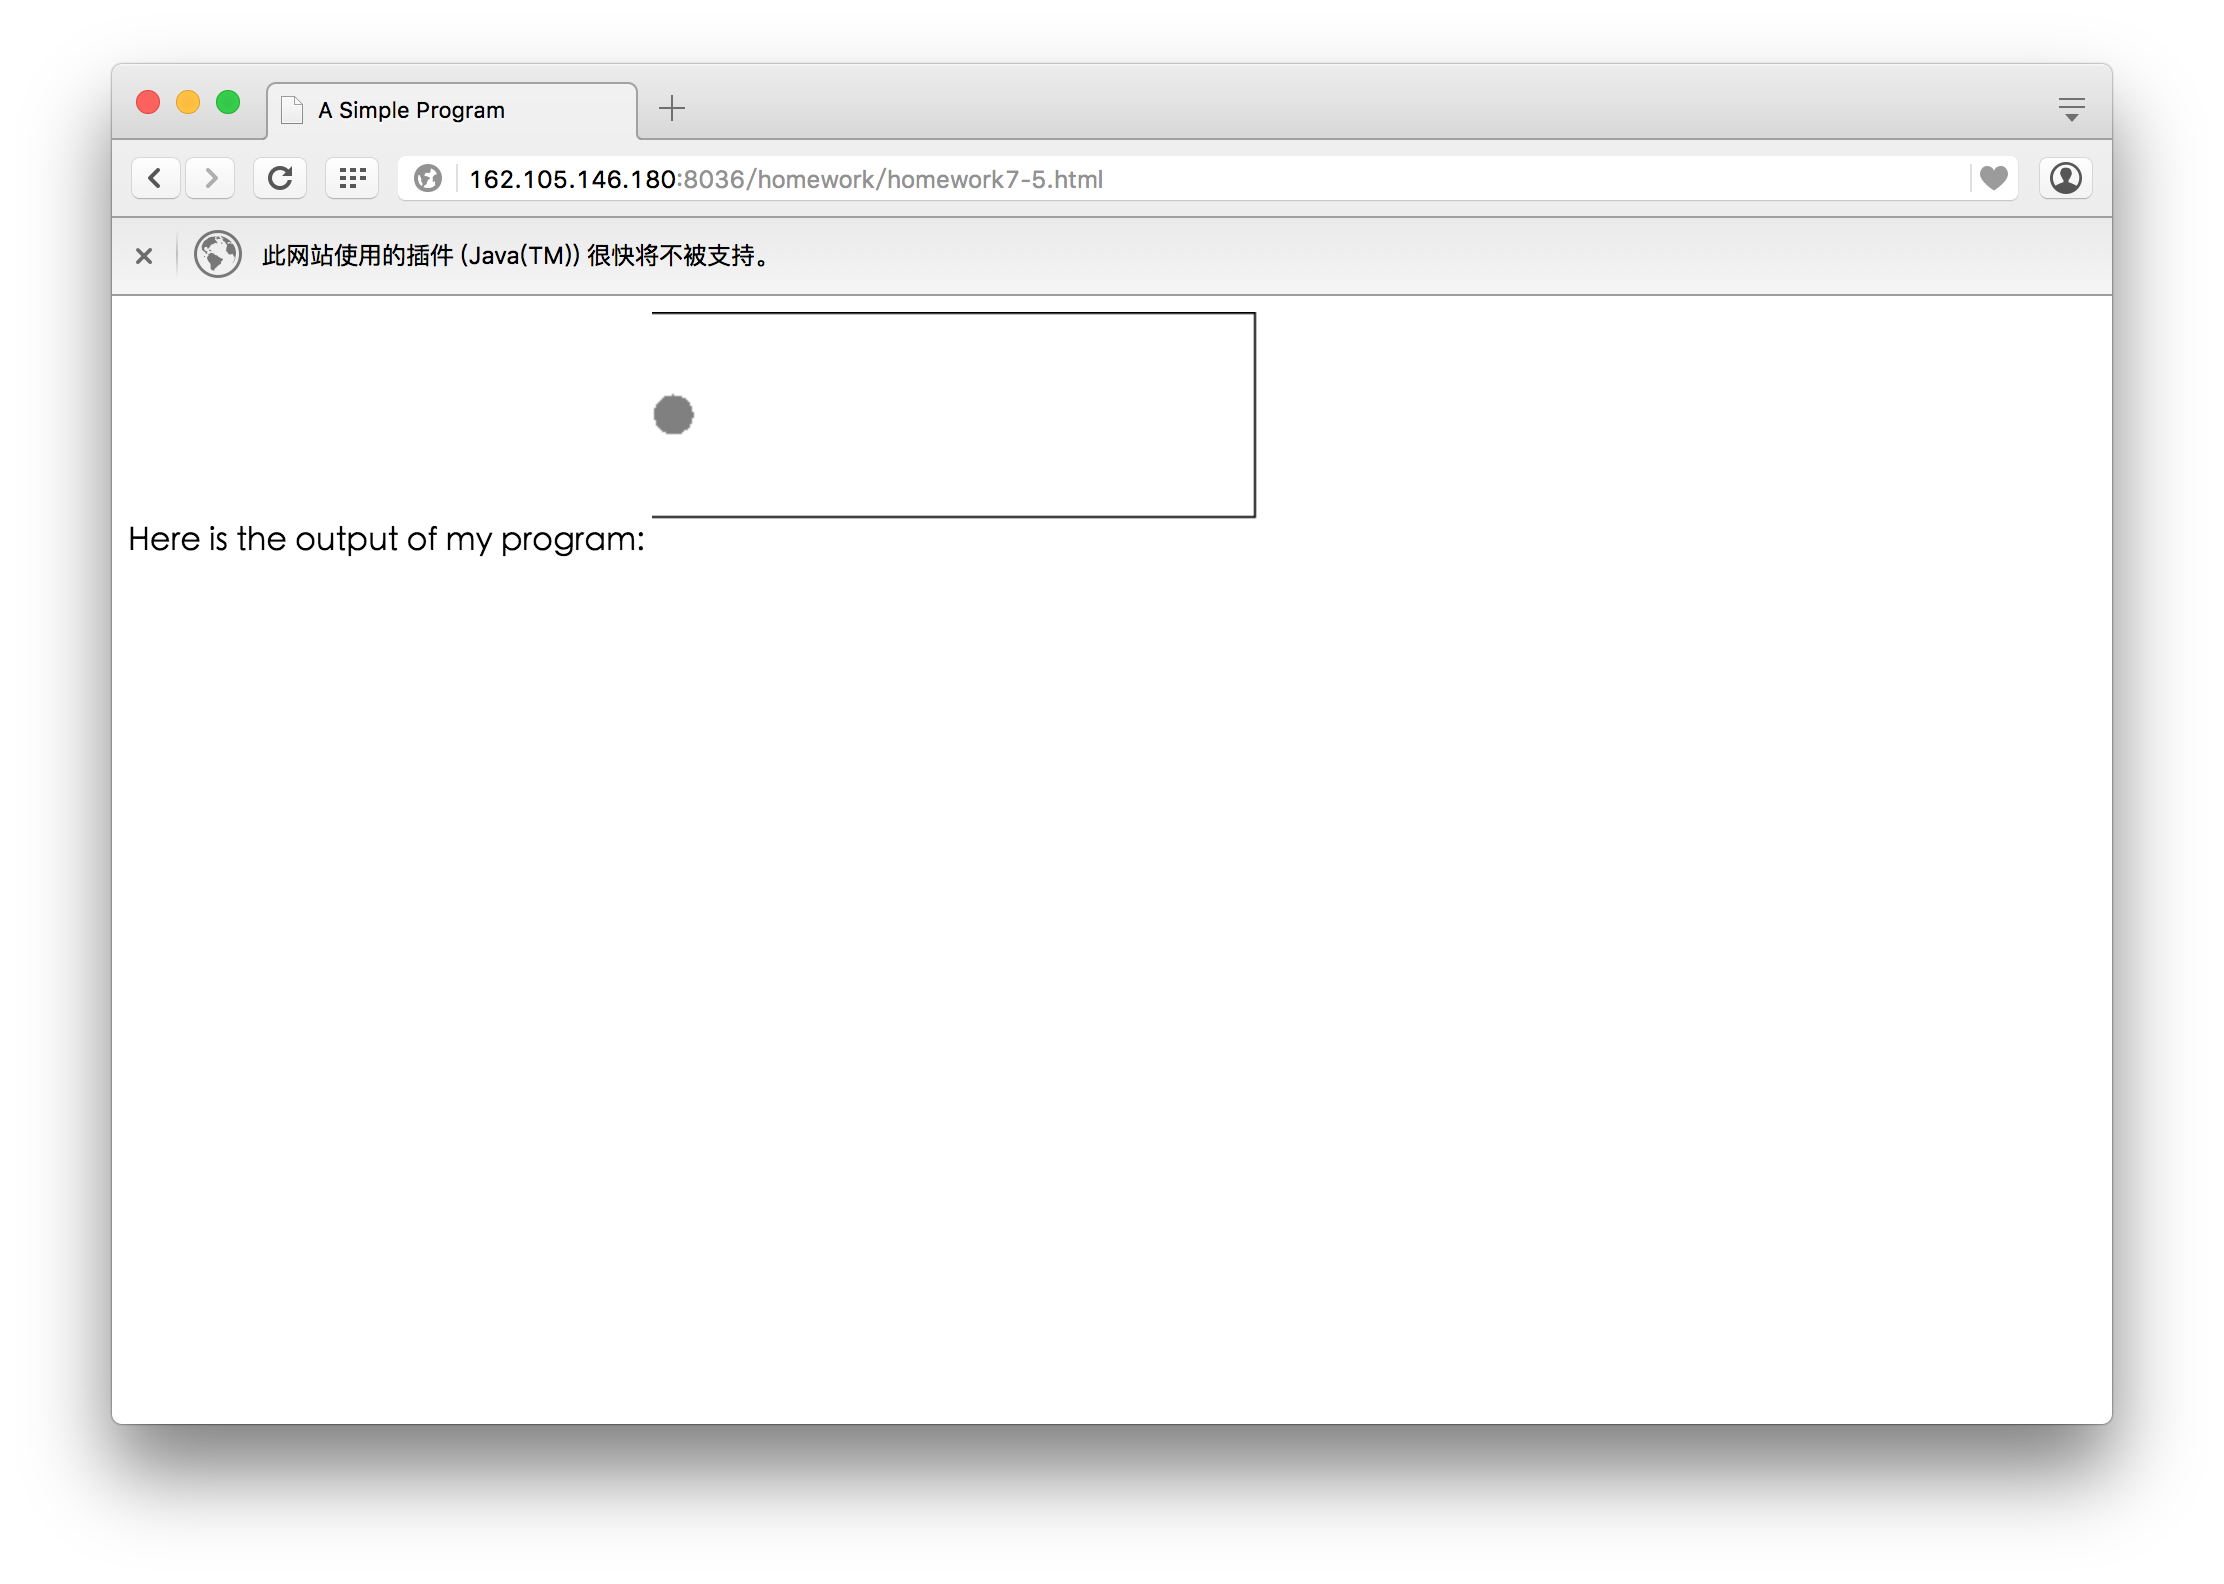 A Simple Program
162.105.146.180:8036/homework/homework7-5.html
此网站使用的插件 (Java(TM)) 很快将不被支持。
Here is the output of my program: